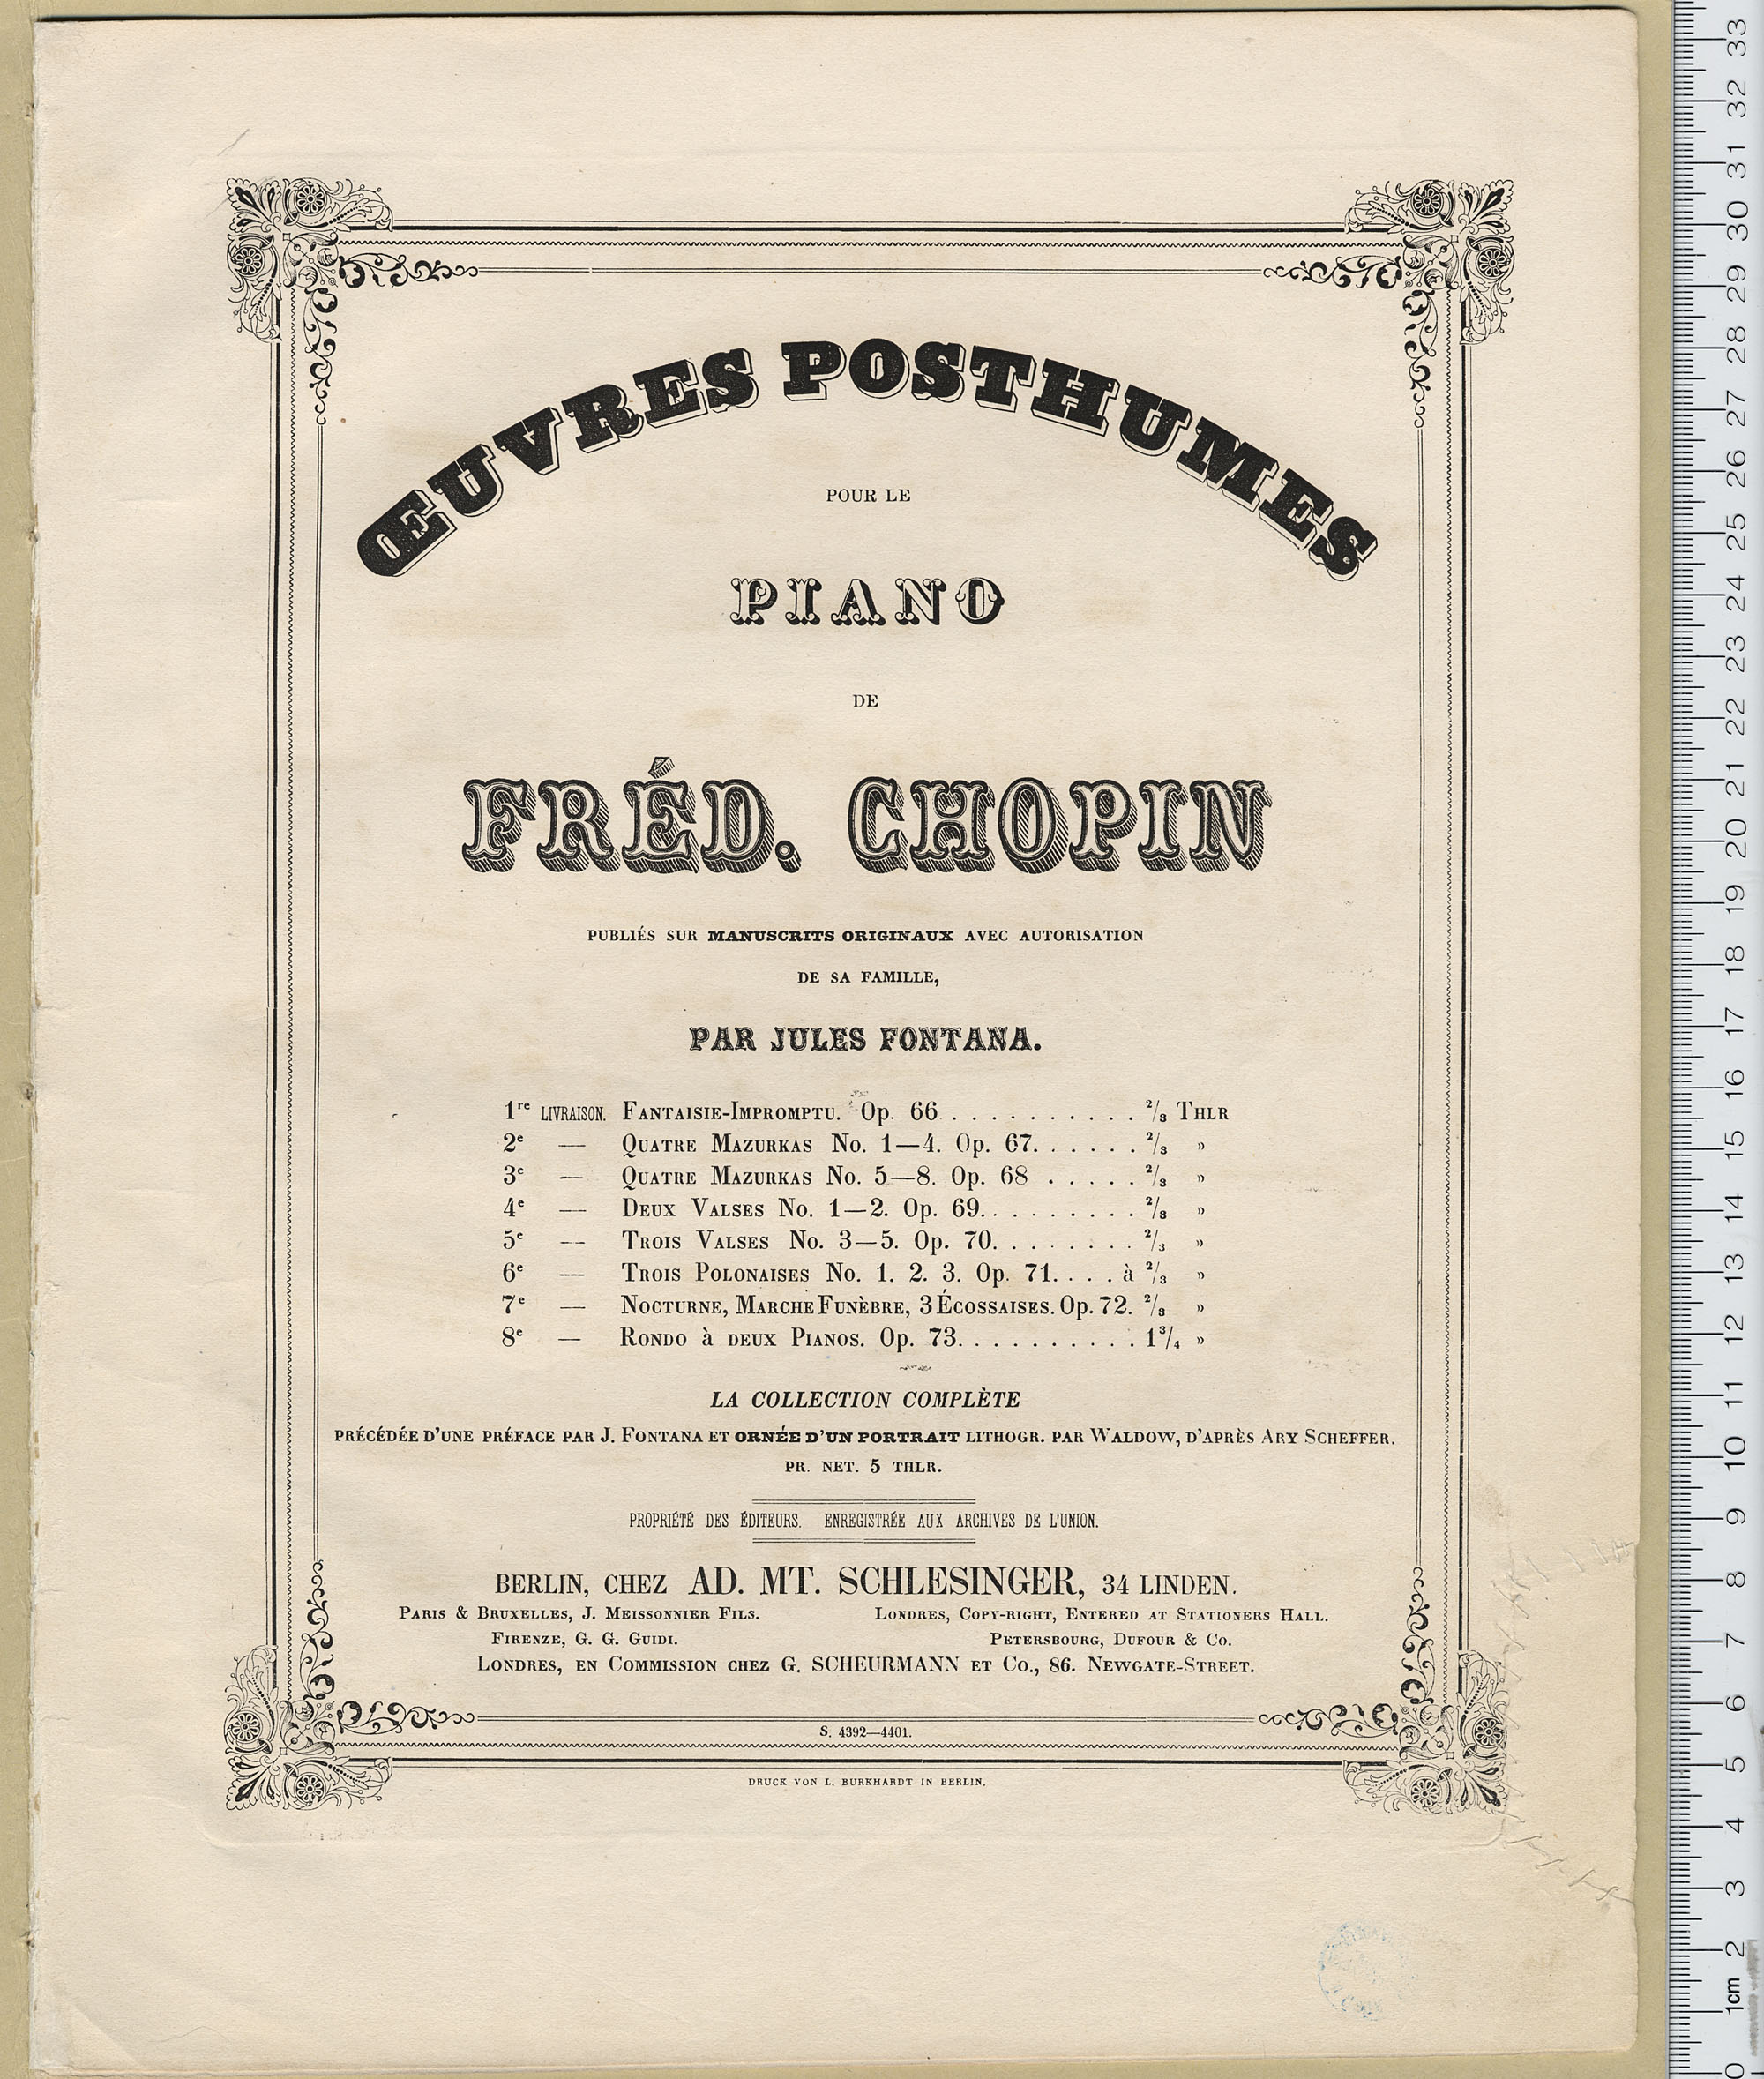 ŒUVRES POSTHUMES
POUR LE
PIANO
DE
FRÉD. CHOPIN
PUBLIÉS SUR MANUSCRITS ORIGINAUX AVEC AUTORISATION
DE SA FAMILLE,
PAR JULES FONTANA.
1re LIVRAISON. FANTAISIE-IMPROMPTU. Op. 66 . . . . . . . . . . . 2/3 THLR
2e — QUATRE MAZURKAS No. 1—4. Op. 67. . . . . . 2/3 »
3e — QUATRE MAZURKAS No. 5—8. Op. 68 . . . . . 2/3 »
4e — DEUX VALSES No. 1—2. Op. 69. . . . . . . . . 2/3 »
5e — TROIS VALSES No. 3—5. Op. 70. . . . . . . . 2/3 »
6e — TROIS POLONAISES No. 1. 2. 3. Op. 71. . . . à 2/3 »
7e — NOCTURNE, MARCHE FUNÈBRE, 3 ÉCOSSAISES. Op. 72. 2/3 »
8e — RONDO à DEUX PIANOS. Op. 73. . . . . . . . . . 1 3/4 »
LA COLLECTION COMPLÈTE
PRÉCÉDÉE D'UNE PRÉFACE PAR J. FONTANA ET ORNÉE D'UN PORTRAIT LITHOGR. PAR WALDOW, D'APRÈS ARY SCHEFFER.
PR. NET. 5 THLR.
PROPRIÉTÉ DES ÉDITEURS. ENREGISTRÉE AUX ARCHIVES DE L'UNION.
BERLIN, CHEZ AD. MT. SCHLESINGER, 34 LINDEN.
PARIS & BRUXELLES, J. MEISSONNIER FILS. LONDRES, COPY-RIGHT, ENTERED AT STATIONERS HALL.
FIRENZE, G. G. GUIDI. PETERSBOURG, DUFOUR & CO.
LONDRES, EN COMMISSION CHEZ G. SCHEURMANN ET CO., 86. NEWGATE-STREET.
S. 4392—4401.
DRUCK VON L. BURKHARDT IN BERLIN.
33
32
31
30
29
28
27
26
25
24
23
22
21
20
19
18
17
16
15
14
13
12
11
10
9
8
7
6
5
4
3
2
1cm
0